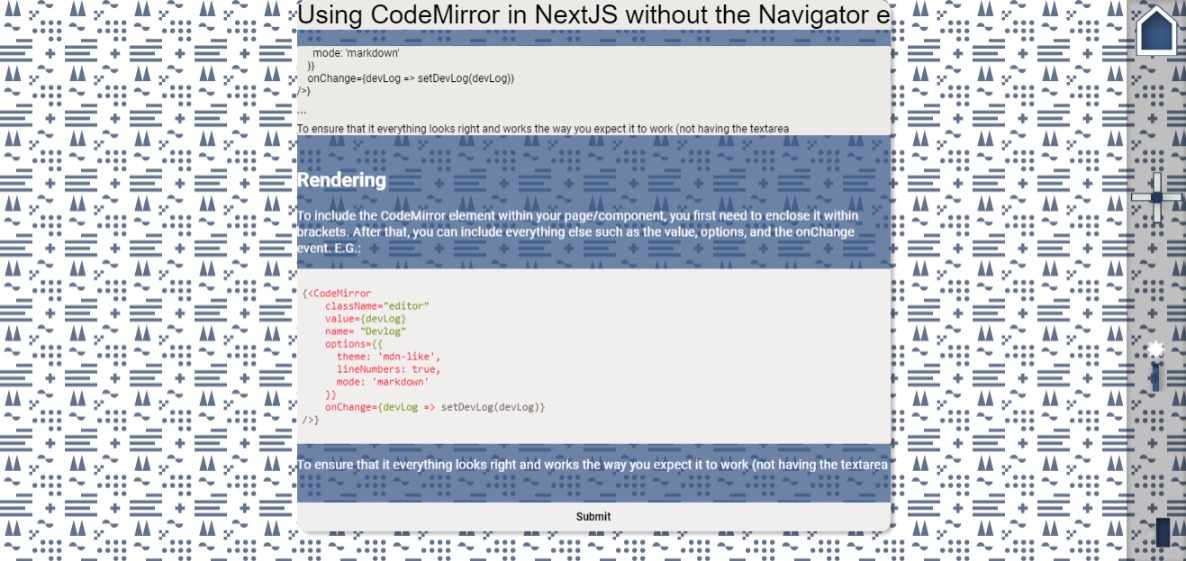 Using CodeMirror in NextJS without the Navigator e
mode: 'markdown'
}}
onChange={devLog => setDevLog(devLog)}
/>}
...
To ensure that it everything looks right and works the way you expect it to work (not having the textarea
Rendering
To include the CodeMirror element within your page/component, you first need to enclose it within
brackets. After that, you can include everything else such as the value, options, and the onChange
event. E.G.:
{<CodeMirror
className="editor"
value={devLog}
name= "Devlog"
options={{
theme: 'mdn-like',
lineNumbers: true,
mode: 'markdown'
}}
onChange={devLog => setDevLog(devLog)}
/>}
To ensure that it everything looks right and works the way you expect it to work (not having the textarea
Submit